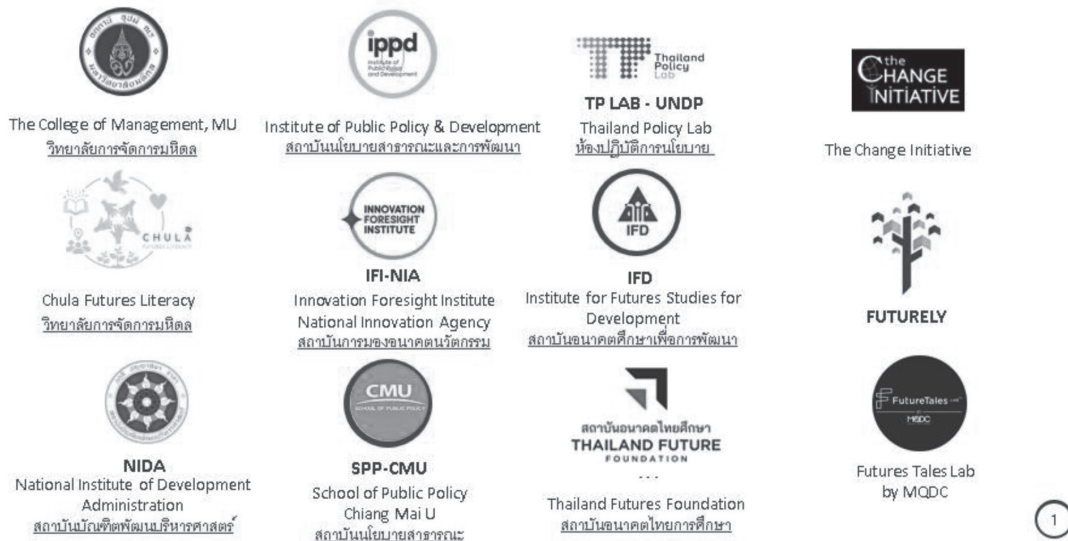 ippd
Institute of
Public Policy
and Development
Thailand
Policy
Lab
the
CHANGE
INITIATIVE
The College of Management, MU
วิทยาลัยการจัดการมหิดล
Institute of Public Policy & Development
สถาบันนโยบายสาธารณะและการพัฒนา
TP LAB - UNDP
Thailand Policy Lab
ห้องปฏิบัติการนโยบาย
The Change Initiative
CHULA
FUTURES LITERACY
INNOVATION
FORESIGHT
INSTITUTE
IFD
Chula Futures Literacy
วิทยาลัยการจัดการมหิดล
IFI-NIA
Innovation Foresight Institute
National Innovation Agency
สถาบันการมองอนาคตนวัตกรรม
IFD
Institute for Futures Studies for
Development
สถาบันอนาคตศึกษาเพื่อการพัฒนา
FUTURELY
CMU
SCHOOL OF PUBLIC POLICY
สถาบันอนาคตไทยศึกษา
THAILAND FUTURE
FOUNDATION
FutureTales
MQDC
NIDA
National Institute of Development
Administration
สถาบันบัณฑิตพัฒนบริหารศาสตร์
SPP-CMU
School of Public Policy
Chiang Mai U
สถาบันนโยบายสาธารณะ
...
Thailand Futures Foundation
สถาบันอนาคตไทยการศึกษา
Futures Tales Lab
by MQDC
1